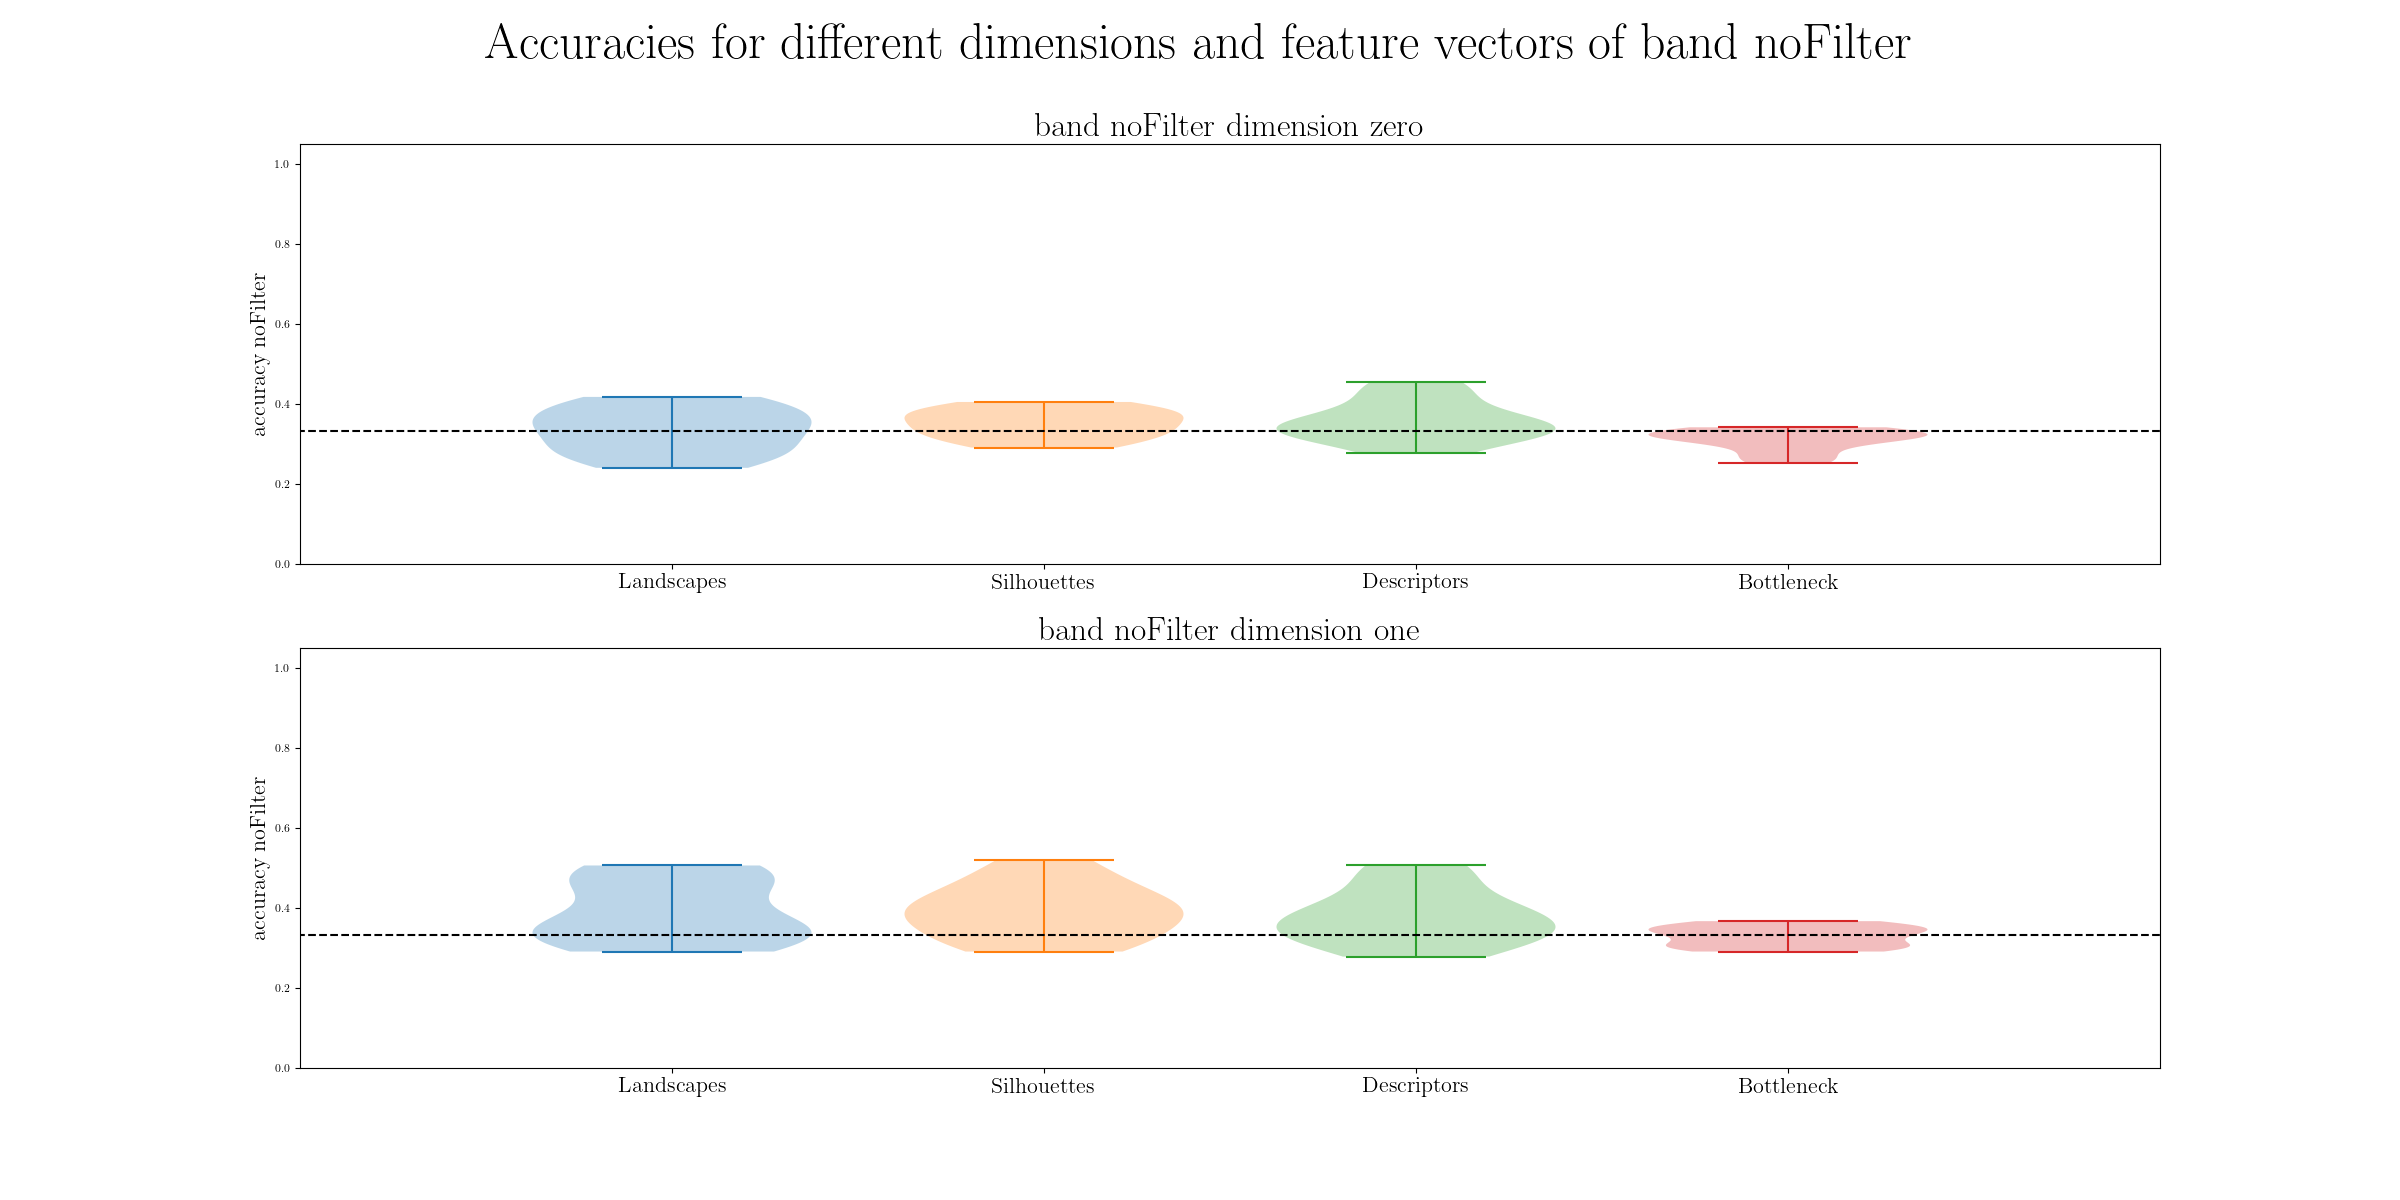 Accuracies for different dimensions and feature vectors of band noFilter
band noFilter dimension zero
accuracy noFilter
1.0
0.8
0.6
0.4
0.2
0.0
Landscapes
Silhouettes
Descriptors
Bottleneck
band noFilter dimension one
accuracy noFilter
1.0
0.8
0.6
0.4
0.2
0.0
Landscapes
Silhouettes
Descriptors
Bottleneck